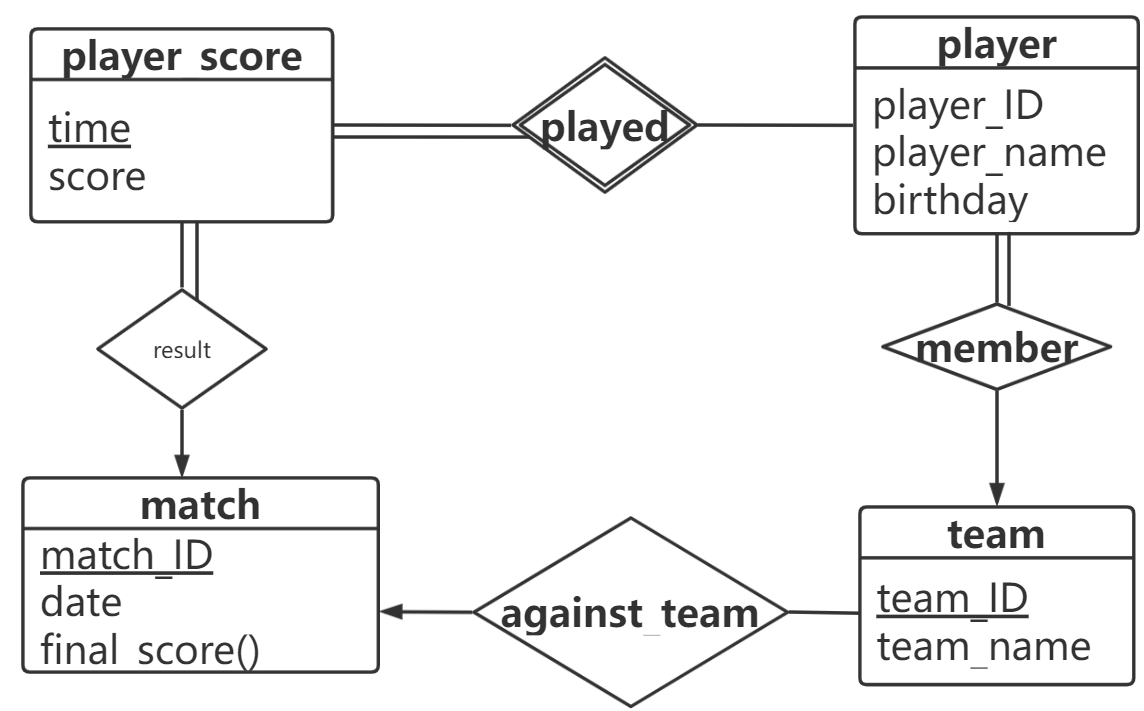 player_score
time
score
played
player
player_ID
player_name
birthday
result
member
match
match_ID
date
final_score()
against_team
team
team_ID
team_name